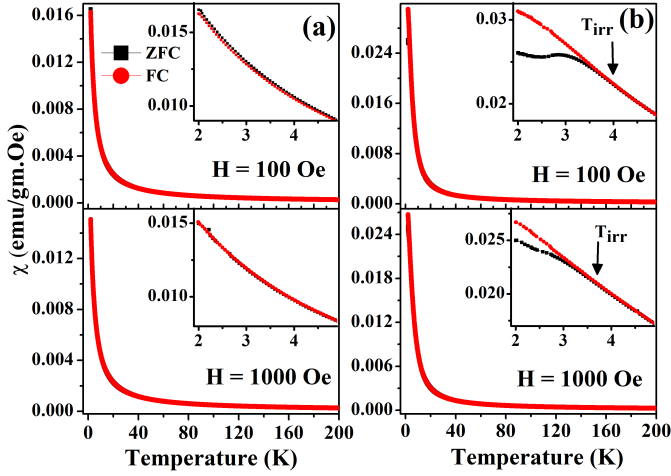 0.016
0.012
0.008
0.004
0.000
(a)
ZFC
FC
0.015
0.010
2 3 4
H = 100 Oe
0.024
0.016
0.008
0.000
(b)
0.03
0.02
2 3 4
Tirr
H = 100 Oe
χ (emu/gm.Oe)
0.012
0.008
0.004
0.000
0.015
0.010
2 3 4
H = 1000 Oe
0 40 80 120 160 200
Temperature (K)
0.024
0.018
0.012
0.006
0.000
0.025
0.020
2 3 4
Tirr
H = 1000 Oe
0 40 80 120 160 200
Temperature (K)